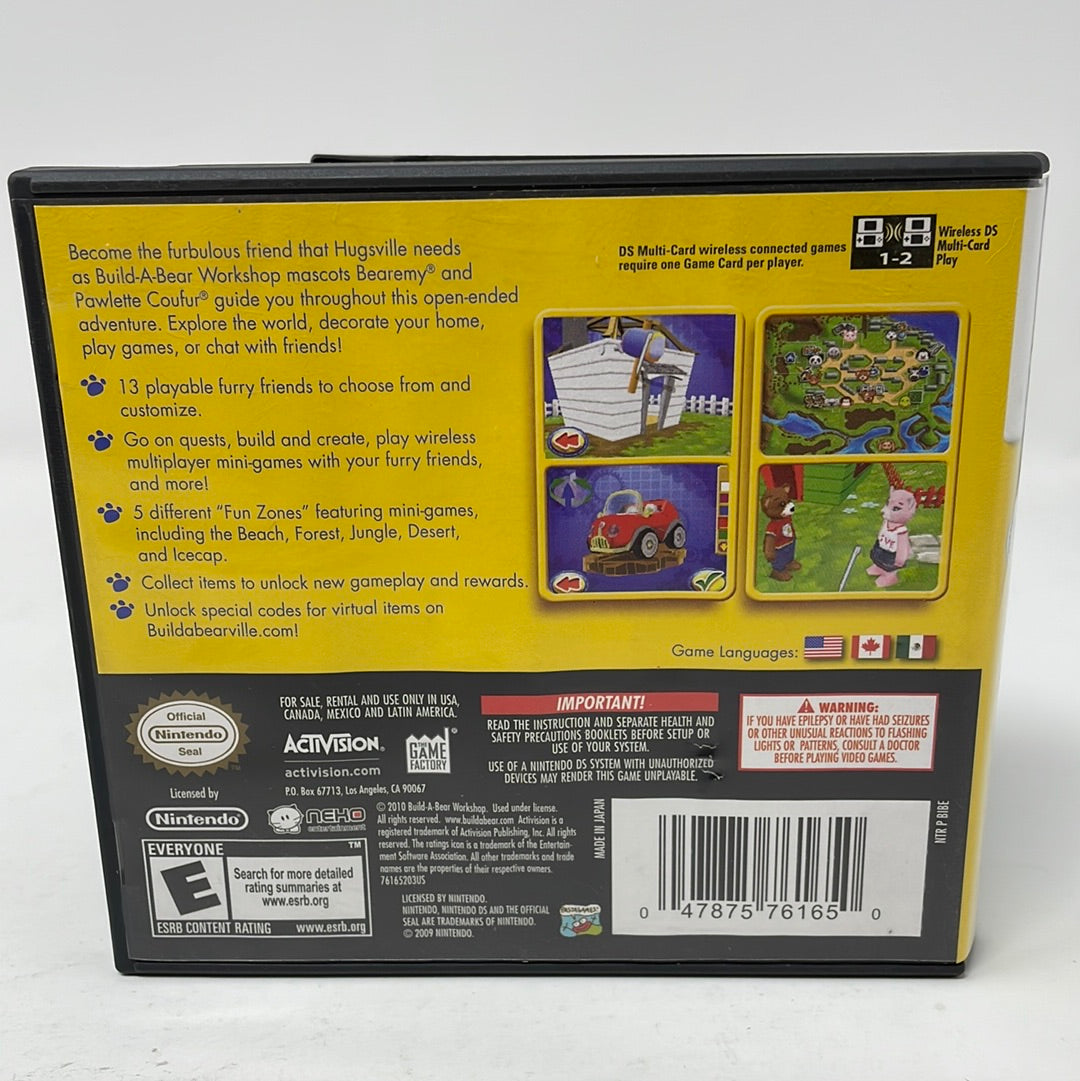 Become the furbulous friend that Hugsville needs
as Build-A-Bear Workshop mascots Bearemy® and
Pawlette Coufur® guide you throughout this open-ended
adventure. Explore the world, decorate your home,
play games, or chat with friends!
13 playable furry friends to choose from and
customize.
Go on quests, build and create, play wireless
multiplayer mini-games with your furry friends,
and more!
5 different "Fun Zones" featuring mini-games,
including the Beach, Forest, Jungle, Desert,
and Icecap.
Collect items to unlock new gameplay and rewards.
Unlock special codes for virtual items on
Buildabearville.com!
DS Multi-Card wireless connected games
require one Game Card per player.
1-2
Wireless DS
Multi-Card
Play
Game Languages:
Official
Nintendo
Seal
Licensed by
Nintendo
FOR SALE, RENTAL AND USE ONLY IN USA,
CANADA, MEXICO AND LATIN AMERICA.
ACTIVISION®
activision.com
P.O. Box 67713, Los Angeles, CA 90067
THE
GAME
FACTORY®
IMPORTANT!
READ THE INSTRUCTION AND SEPARATE HEALTH AND
SAFETY PRECAUTIONS BOOKLETS BEFORE SETUP OR
USE OF YOUR SYSTEM.
USE OF A NINTENDO DS SYSTEM WITH UNAUTHORIZED
DEVICES MAY RENDER THIS GAME UNPLAYABLE.
WARNING:
IF YOU HAVE EPILEPSY OR HAVE HAD SEIZURES
OR OTHER UNUSUAL REACTIONS TO FLASHING
LIGHTS OR PATTERNS, CONSULT A DOCTOR
BEFORE PLAYING VIDEO GAMES.
NEKO
entertainment
© 2010 Build-A-Bear Workshop. Used under license.
All rights reserved. www.buildabear.com Activision is a
registered trademark of Activision Publishing, Inc. All rights
reserved. The ratings icon is a trademark of the Entertain-
ment Software Association. All other trademarks and trade
names are the properties of their respective owners.
76165203US
LICENSED BY NINTENDO.
NINTENDO, NINTENDO DS AND THE OFFICIAL
SEAL ARE TRADEMARKS OF NINTENDO.
© 2009 NINTENDO.
EVERYONE
TM
E
Search for more detailed
rating summaries at
www.esrb.org
ESRB CONTENT RATING www.esrb.org
MADE IN JAPAN
0 47875 76165 0